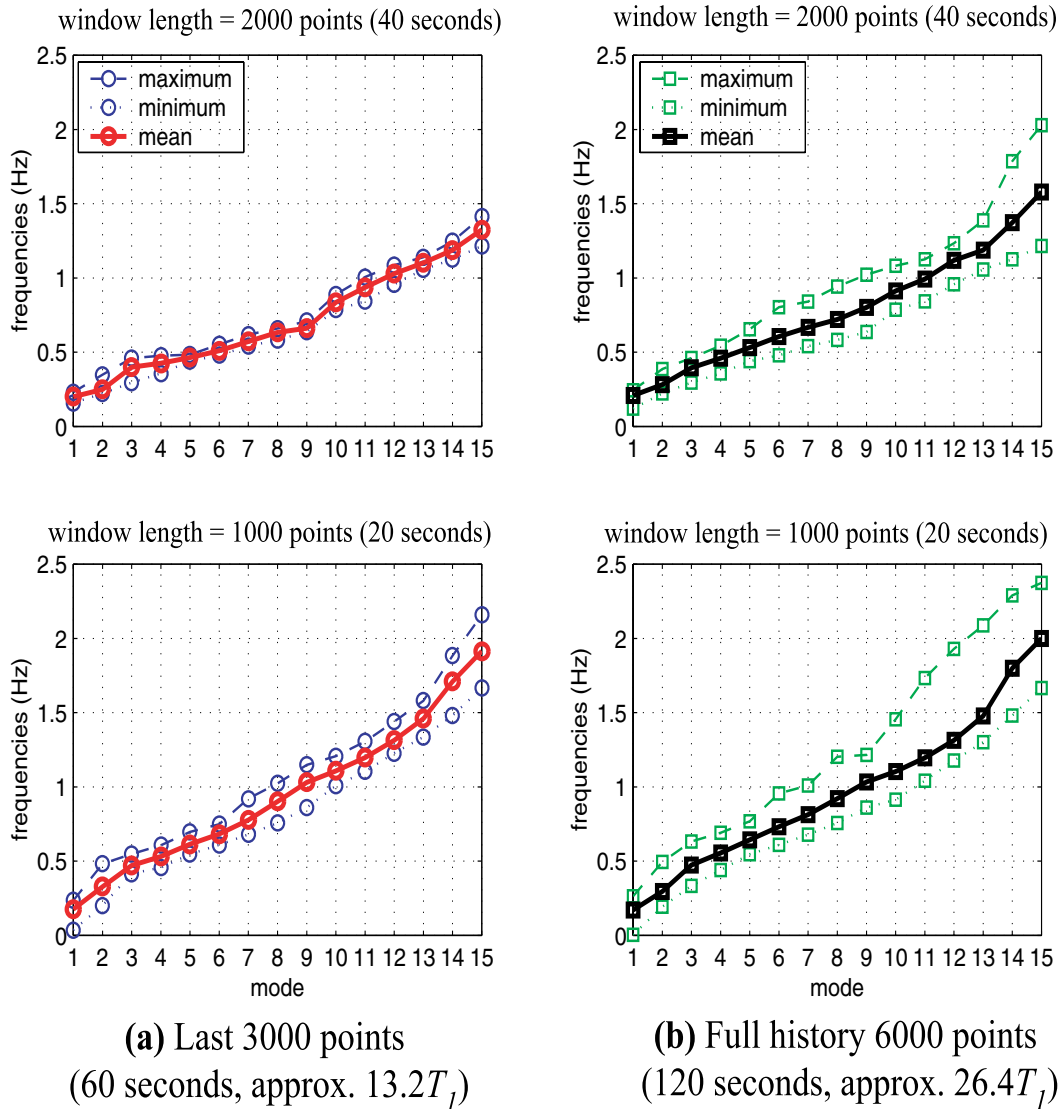 window length = 2000 points (40 seconds)
2.5
2
1.5
1
0.5
0
frequencies (Hz)
maximum
minimum
mean
1 2 3 4 5 6 7 8 9 10 11 12 13 14 15
window length = 2000 points (40 seconds)
2.5
2
1.5
1
0.5
0
frequencies (Hz)
maximum
minimum
mean
1 2 3 4 5 6 7 8 9 10 11 12 13 14 15
window length = 1000 points (20 seconds)
2.5
2
1.5
1
0.5
0
frequencies (Hz)
1 2 3 4 5 6 7 8 9 10 11 12 13 14 15
mode
window length = 1000 points (20 seconds)
2.5
2
1.5
1
0.5
0
frequencies (Hz)
1 2 3 4 5 6 7 8 9 10 11 12 13 14 15
mode
(a) Last 3000 points
(60 seconds, approx. 13.2T1)
(b) Full history 6000 points
(120 seconds, approx. 26.4T1)